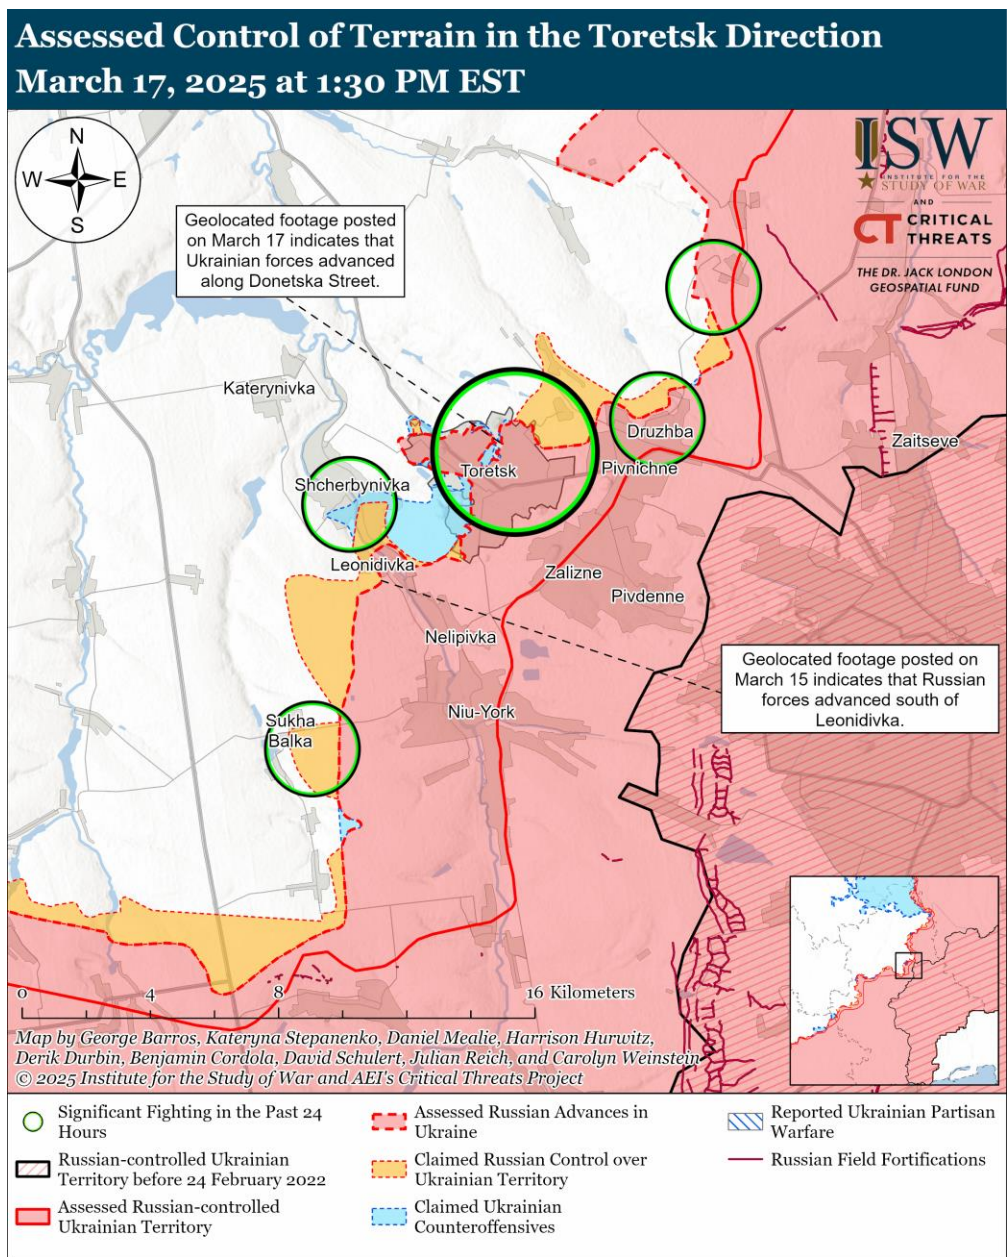 Assessed Control of Terrain in the Toretsk Direction
March 17, 2025 at 1:30 PM EST
N
W
E
S
ISW
INSTITUTE FOR THE
STUDY OF WAR
AND
CT CRITICAL
THREATS
THE DR. JACK LONDON
GEOSPATIAL FUND
Geolocated footage posted
on March 17 indicates that
Ukrainian forces advanced
along Donetska Street.
Katerynivka
Druzhba
Zaitseve
Toretsk
Pivnichne
Shcherbynivka
Leonidivka
Zalizne
Pivdenne
Nelipivka
Geolocated footage posted on
March 15 indicates that Russian
forces advanced south of
Leonidivka.
Niu-York
Sukha
Balka
0
4
8
16 Kilometers
Map by George Barros, Kateryna Stepanenko, Daniel Mealie, Harrison Hurwitz,
Derik Durbin, Benjamin Cordola, David Schulert, Julian Reich, and Carolyn Weinstein
© 2025 Institute for the Study of War and AEI's Critical Threats Project
Significant Fighting in the Past 24
Hours
Russian-controlled Ukrainian
Territory before 24 February 2022
Assessed Russian-controlled
Ukrainian Territory
Assessed Russian Advances in
Ukraine
Claimed Russian Control over
Ukrainian Territory
Claimed Ukrainian
Counteroffensives
Reported Ukrainian Partisan
Warfare
Russian Field Fortifications